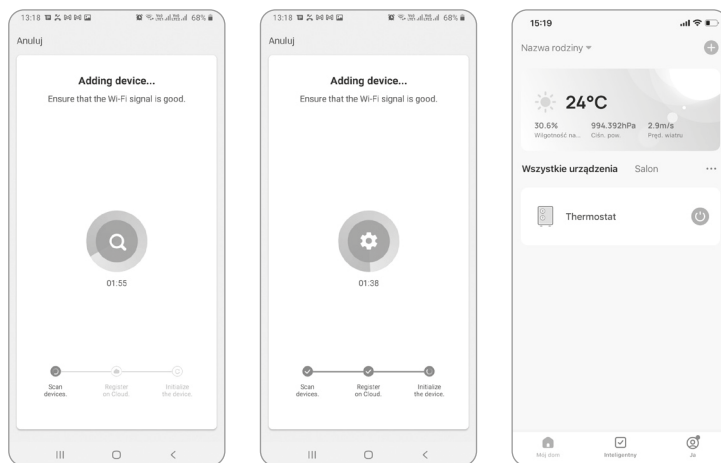 13:18
68%
Anuluj
Adding device...
Ensure that the Wi-Fi signal is good.
01:55
Scan
devices.
Register
on Cloud.
Initialize
the device.
13:18
68%
Anuluj
Adding device...
Ensure that the Wi-Fi signal is good.
01:38
Scan
devices.
Register
on Cloud.
Initialize
the device.
15:19
Nazwa rodziny
24°C
30.6%
Wilgotność na...
994.392hPa
Ciśn. pow.
2.9m/s
Pręd. wiatru
Wszystkie urządzenia
Salon
Thermostat
Mój dom
Inteligentny
Ja